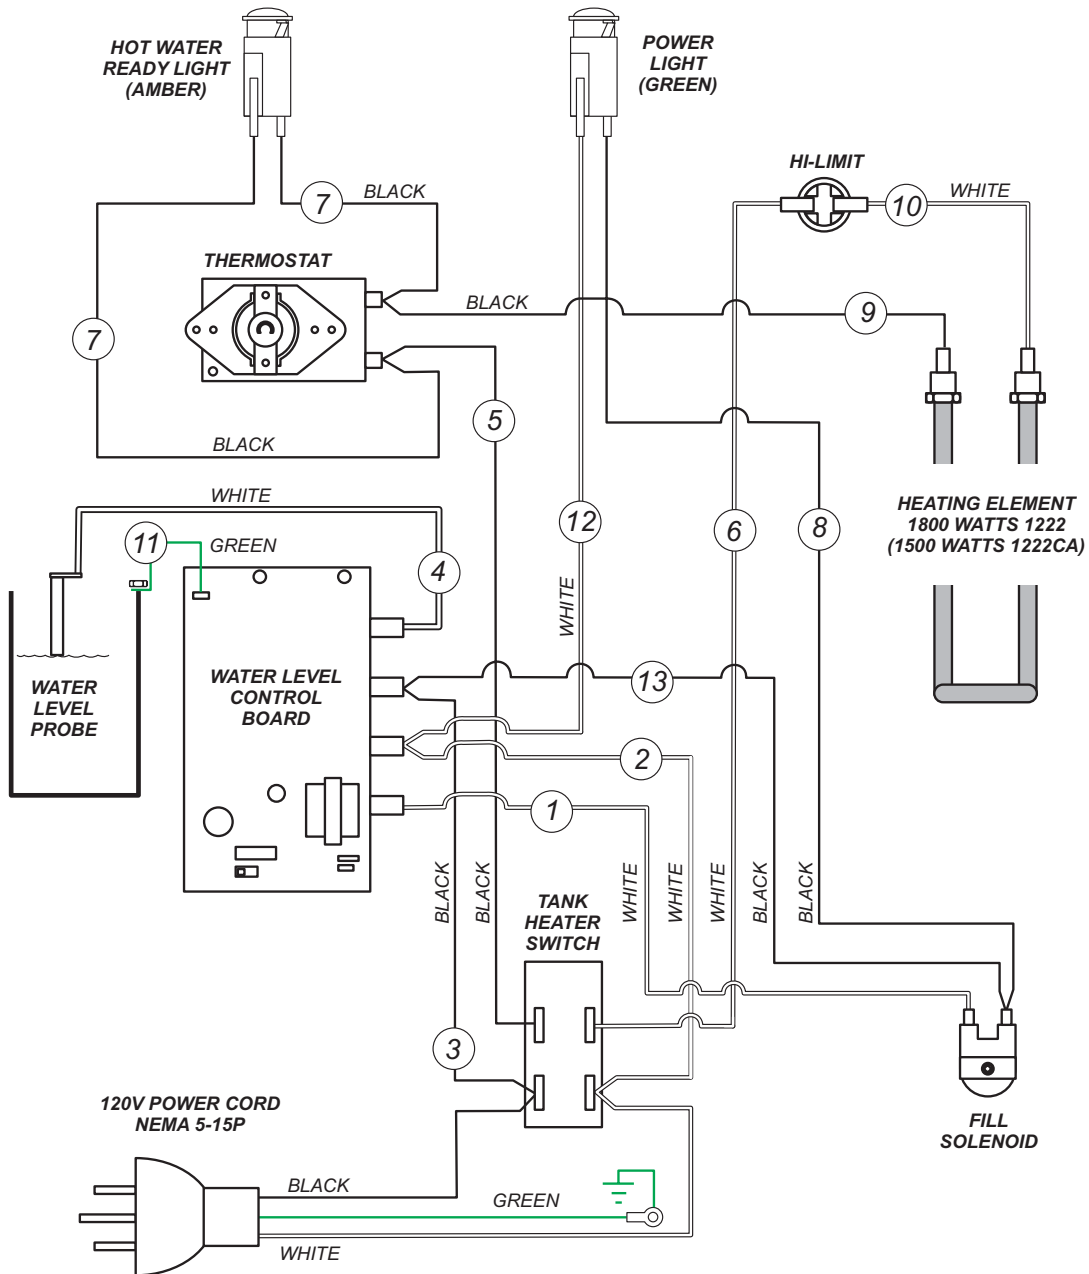 HOT WATER
READY LIGHT
(AMBER)
POWER
LIGHT
(GREEN)
HI-LIMIT
7
BLACK
10
WHITE
THERMOSTAT
BLACK
9
7
5
BLACK
WHITE
12
6
8
HEATING ELEMENT
1800 WATTS 1222
(1500 WATTS 1222CA)
11
GREEN
4
WHITE
WATER
LEVEL
PROBE
WATER LEVEL
CONTROL
BOARD
13
2
1
BLACK
BLACK
WHITE
WHITE
WHITE
BLACK
BLACK
TANK
HEATER
SWITCH
3
120V POWER CORD
NEMA 5-15P
FILL
SOLENOID
BLACK
GREEN
WHITE